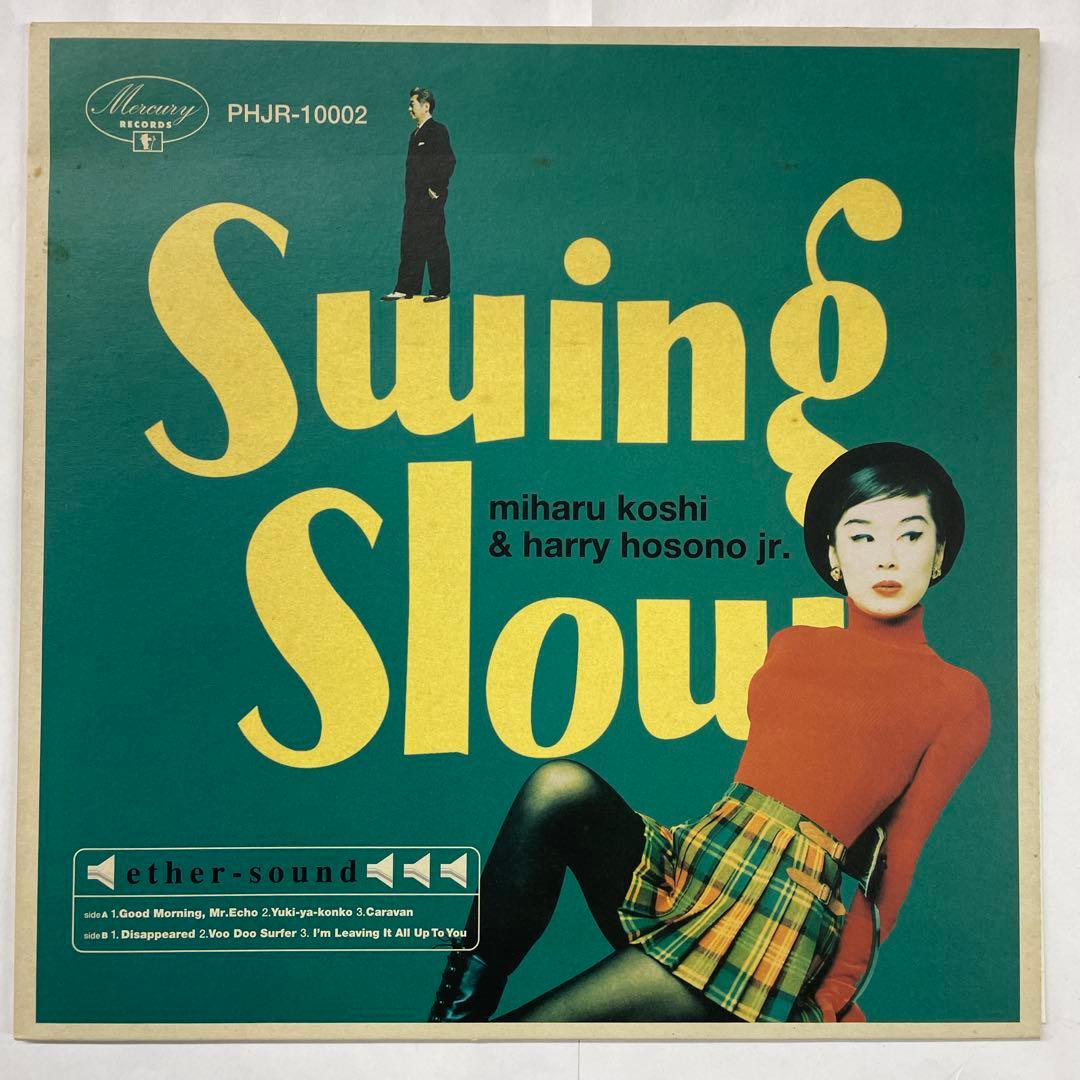 Mercury
RECORDS
PHJR-10002
Swing
Slow
miharu koshi
& harry hosono jr.
ether-sound
side A 1.Good Morning, Mr.Echo 2.Yuki-ya-konko 3.Caravan
side B 1.Disappeared 2.Voo Doo Surfer 3. I'm Leaving It All Up To You